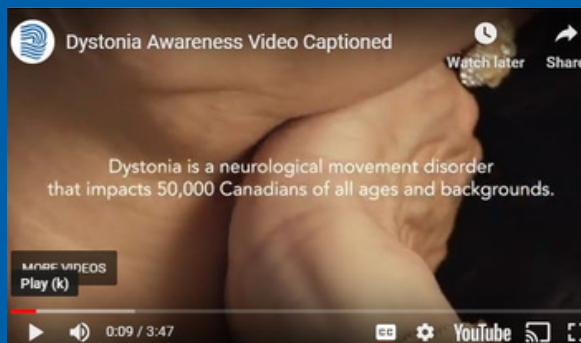 Dystonia Awareness Video Captioned
Watch later
Share
Dystonia is a neurological movement disorder
that impacts 50,000 Canadians of all ages and backgrounds.
MORE VIDEOS
Play (k)
0:09 / 3:47
CC
YouTube